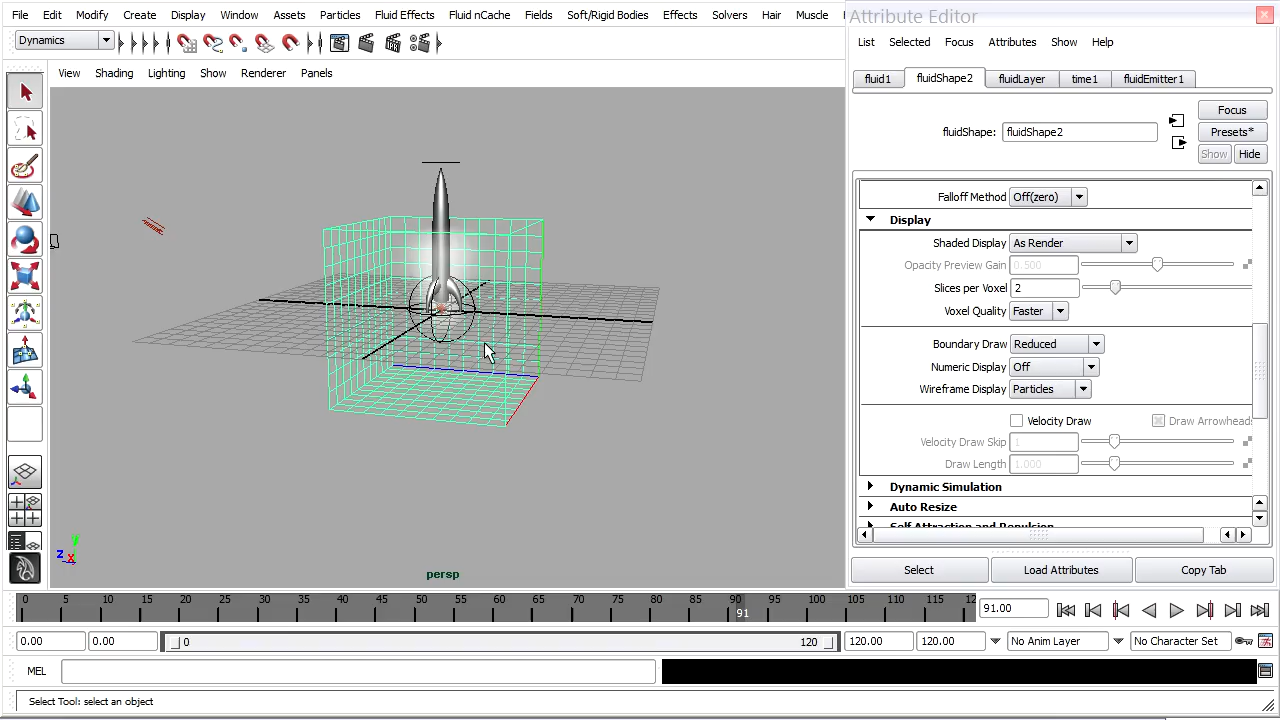 File Edit Modify Create Display Window Assets Particles Fluid Effects Fluid nCache Fields Soft/Rigid Bodies Effects Solvers Hair Muscle
Attribute Editor
Dynamics
List Selected Focus Attributes Show Help
View Shading Lighting Show Renderer Panels
fluid1 fluidShape2 fluidLayer time1 fluidEmitter1
Focus
fluidShape: fluidShape2
Presets*
Show Hide
Falloff Method Off(zero)
Display
Shaded Display As Render
Opacity Preview Gain 0.500
Slices per Voxel 2
Voxel Quality Faster
Boundary Draw Reduced
Numeric Display Off
Wireframe Display Particles
Velocity Draw Draw Arrowheads
Velocity Draw Skip 1
Draw Length 1.000
Dynamic Simulation
Auto Resize
Self Attraction and Repulsion
y
z x
persp
Select Load Attributes Copy Tab
0 5 10 15 20 25 30 35 40 45 50 55 60 65 70 75 80 85 90 95 100 105 110 115 12
91
91.00
0.00 0.00 0 120 120.00 120.00 No Anim Layer No Character Set
MEL
Select Tool: select an object